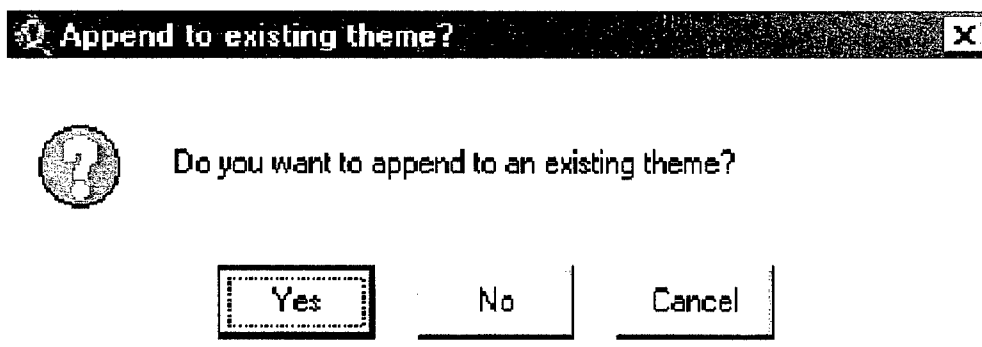 Append to existing theme?
Do you want to append to an existing theme?
Yes No Cancel